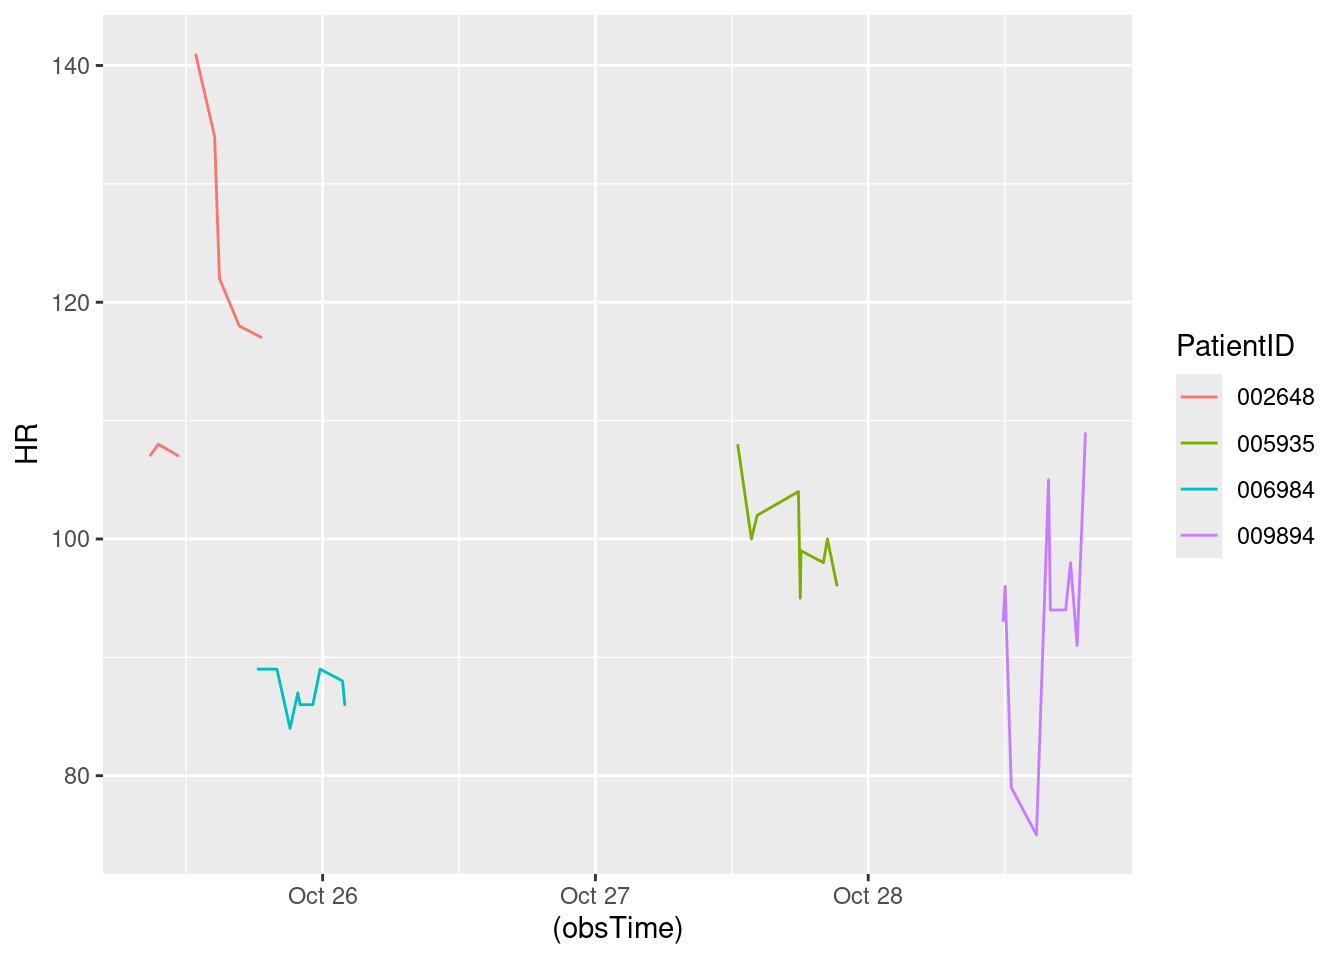 140
120
100
80
HR
Oct 26
Oct 27
Oct 28
(obsTime)
PatientID
002648
005935
006984
009894